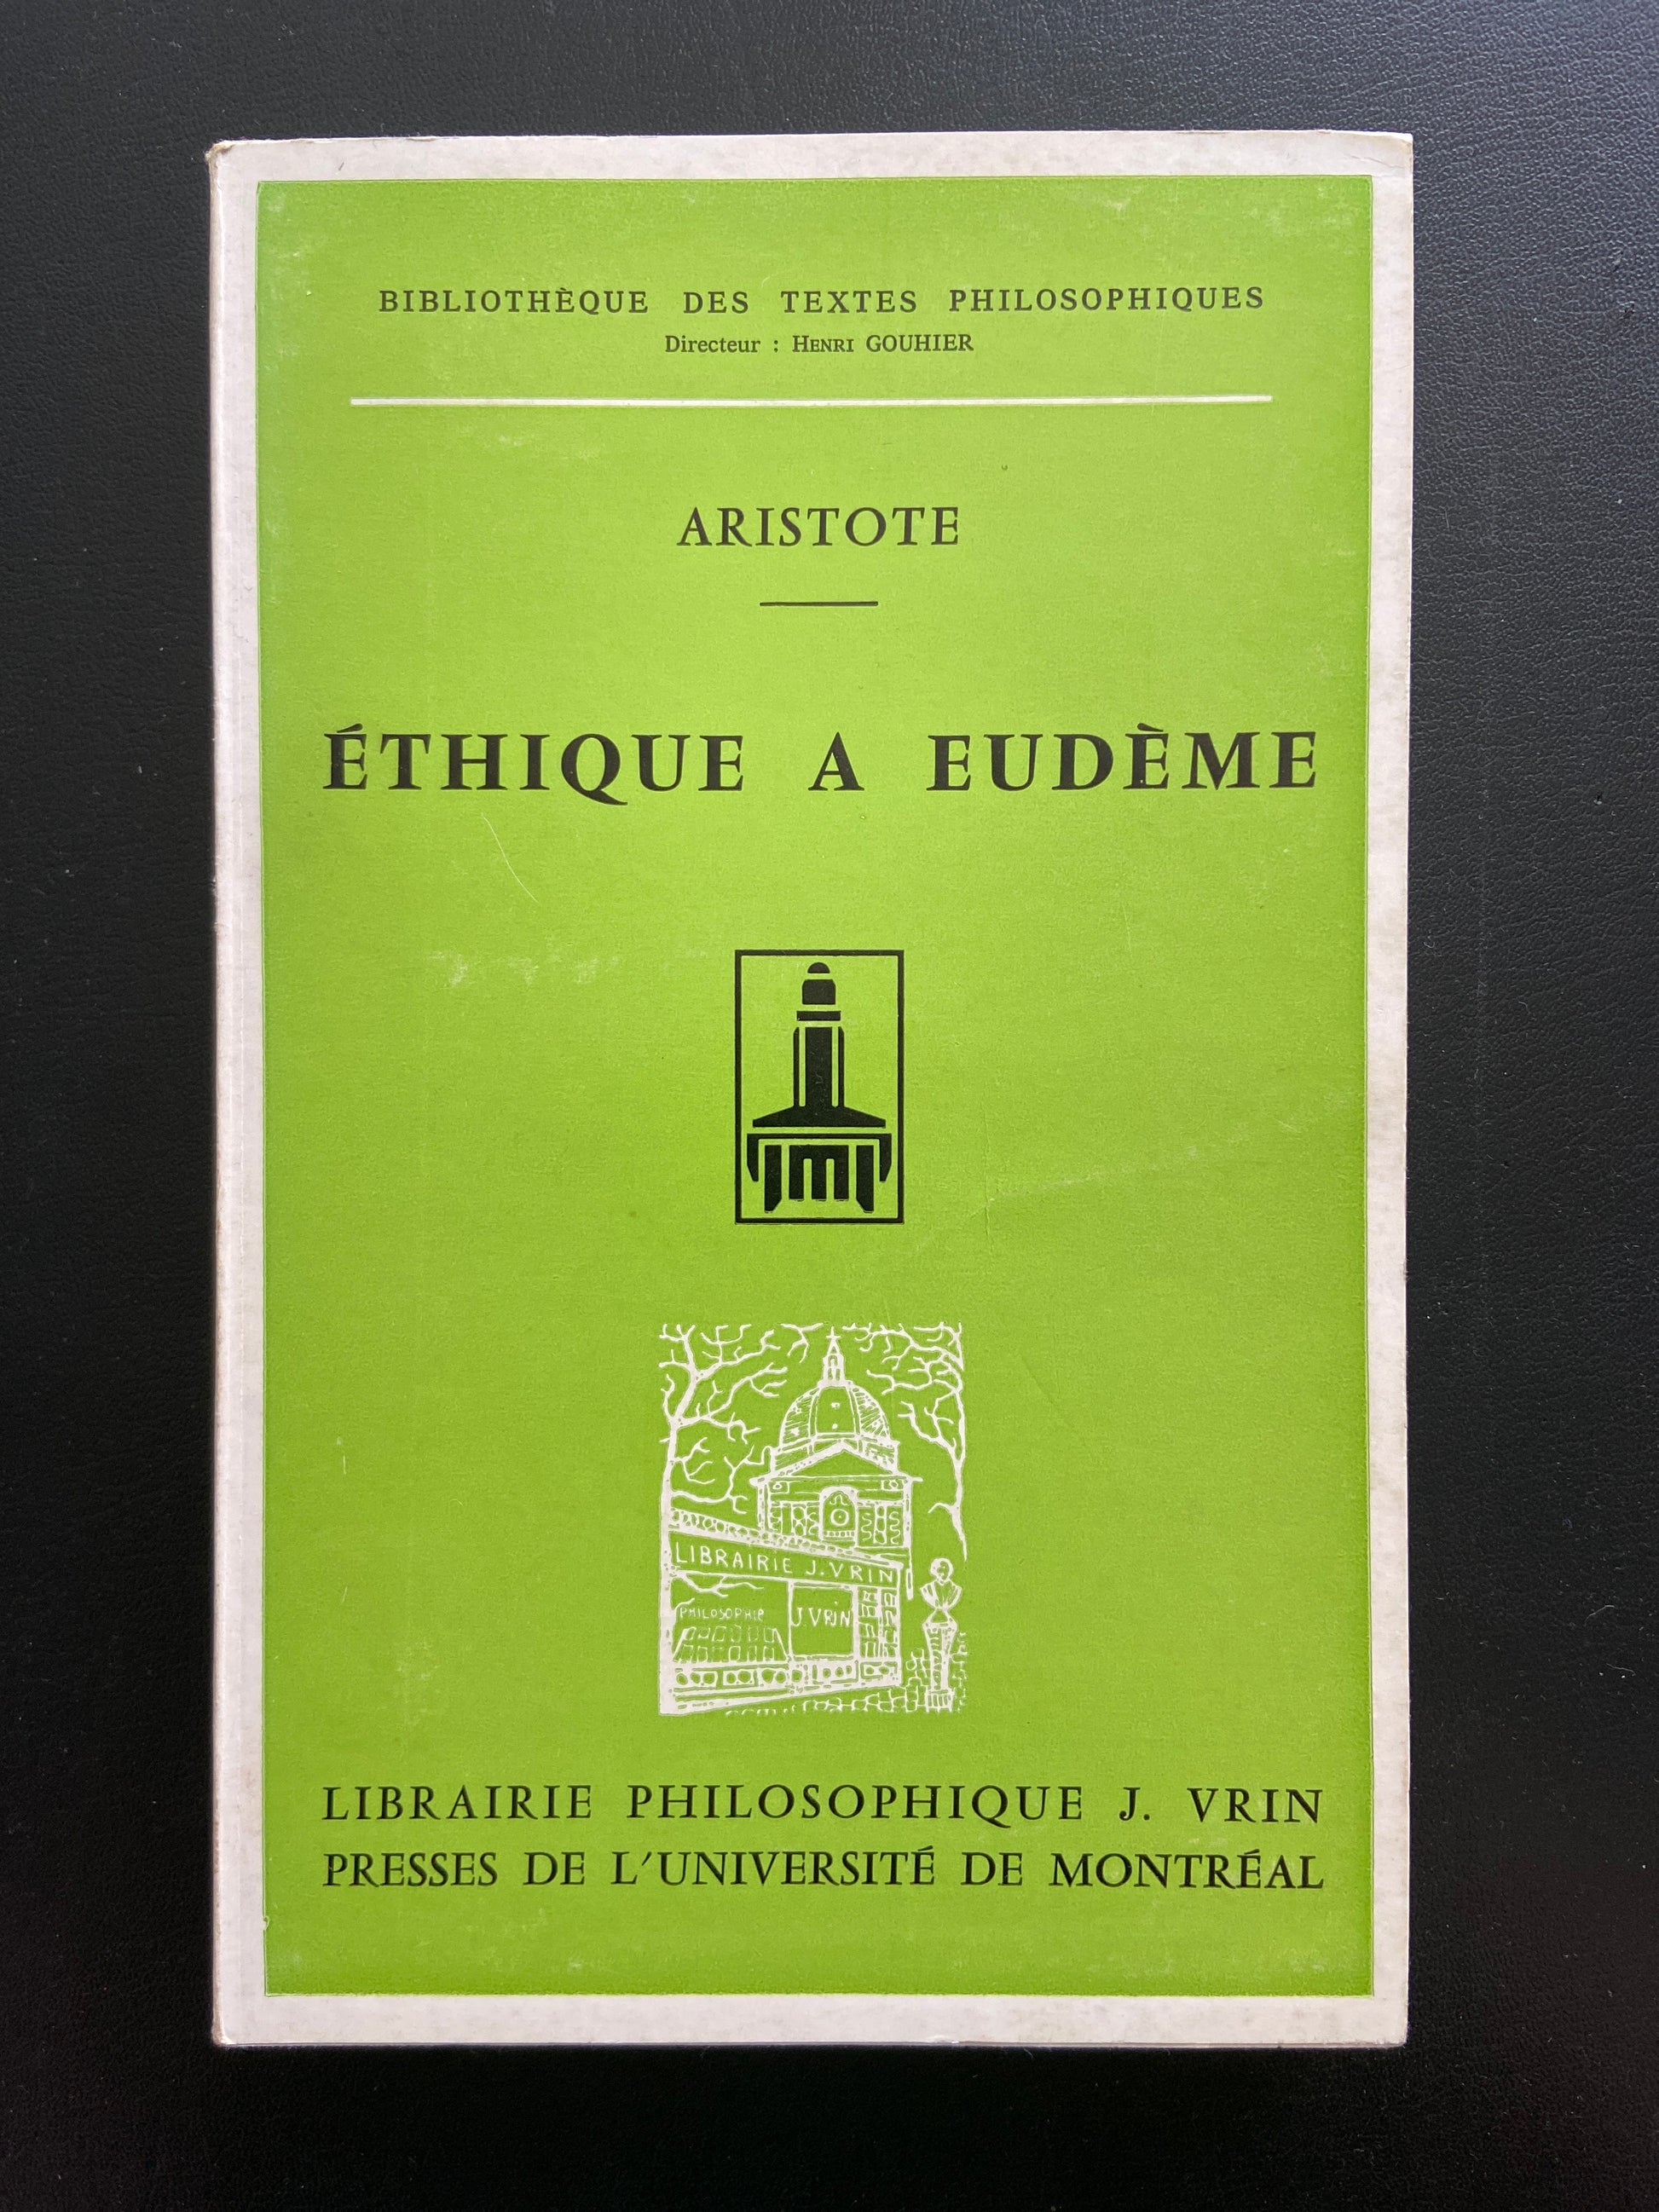 BIBLIOTHÈQUE DES TEXTES PHILOSOPHIQUES
Directeur : HENRI GOUHIER
ARISTOTE
ÉTHIQUE A EUDÈME
LIBRAIRIE J. VRIN
PHILOSOPHIE
J. VRIN
LIBRAIRIE PHILOSOPHIQUE J. VRIN
PRESSES DE L'UNIVERSITÉ DE MONTRÉAL